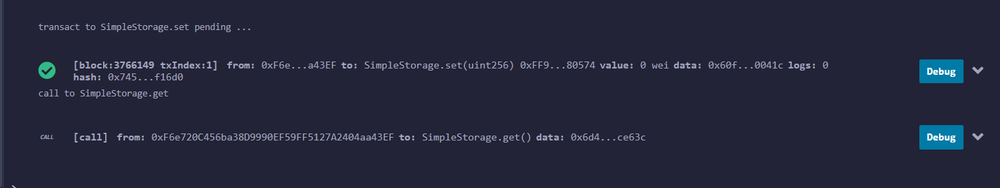 transact to SimpleStorage.set pending ...
[block:3766149 txIndex:1] from: 0xF6e...a43EF to: SimpleStorage.set(uint256) 0xFF9...80574 value: 0 wei data: 0x60f...0041c logs: 0
hash: 0x745...f16d0
Debug
call to SimpleStorage.get
CALL
[call] from: 0xF6e720C456ba38D9990EF59FF5127A2404aa43EF to: SimpleStorage.get() data: 0x6d4...ce63c
Debug